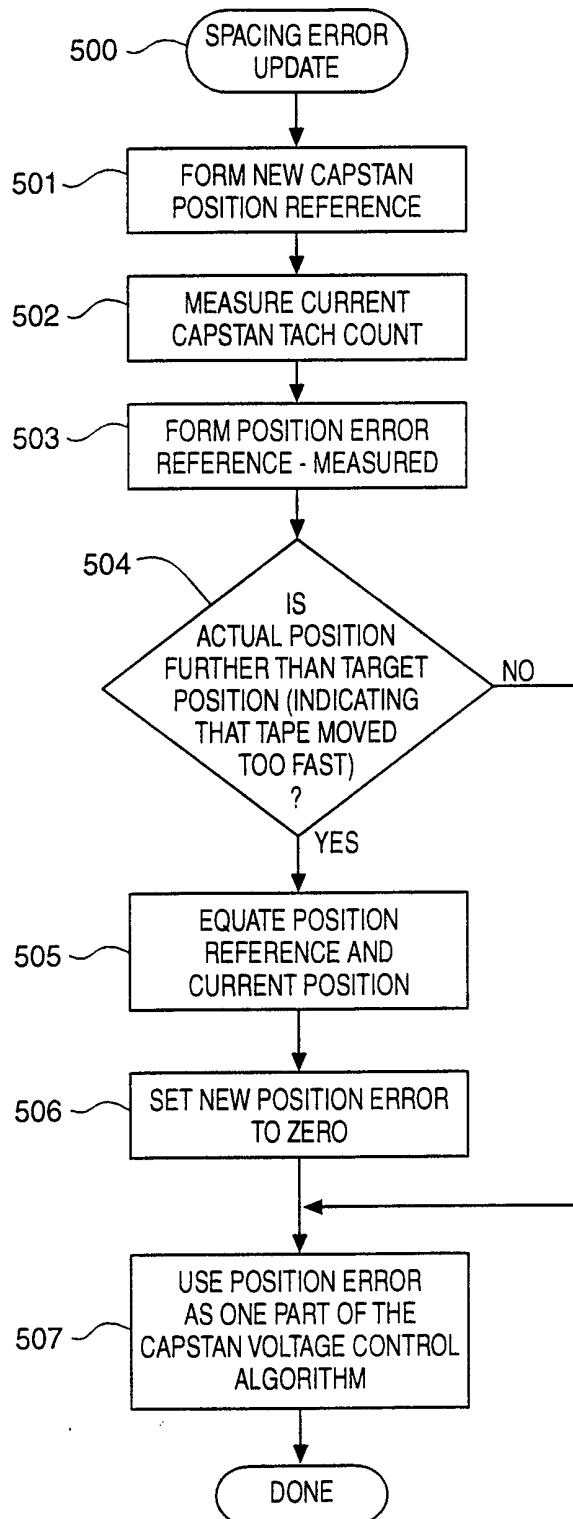 500
SPACING ERROR
UPDATE
501
FORM NEW CAPSTAN
POSITION REFERENCE
502
MEASURE CURRENT
CAPSTAN TACH COUNT
503
FORM POSITION ERROR
REFERENCE - MEASURED
504
IS
ACTUAL POSITION
FURTHER THAN TARGET
POSITION (INDICATING
THAT TAPE MOVED
TOO FAST)
?
NO
YES
505
EQUATE POSITION
REFERENCE AND
CURRENT POSITION
506
SET NEW POSITION ERROR
TO ZERO
507
USE POSITION ERROR
AS ONE PART OF THE
CAPSTAN VOLTAGE CONTROL
ALGORITHM
DONE